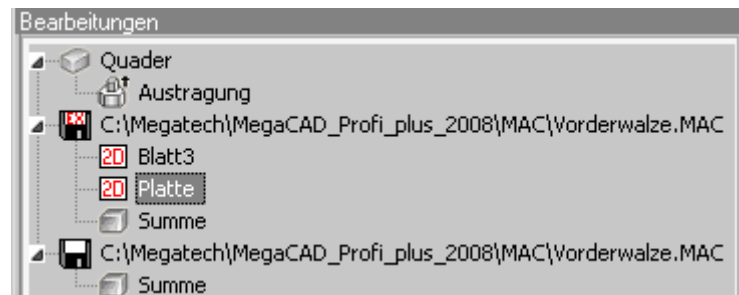 Bearbeitungen
Quader
Austragung
EX C:\Megatech\MegaCAD_Profi_plus_2008\MAC\Vorderwalze.MAC
2D Blatt3
2D Platte
Summe
C:\Megatech\MegaCAD_Profi_plus_2008\MAC\Vorderwalze.MAC
Summe